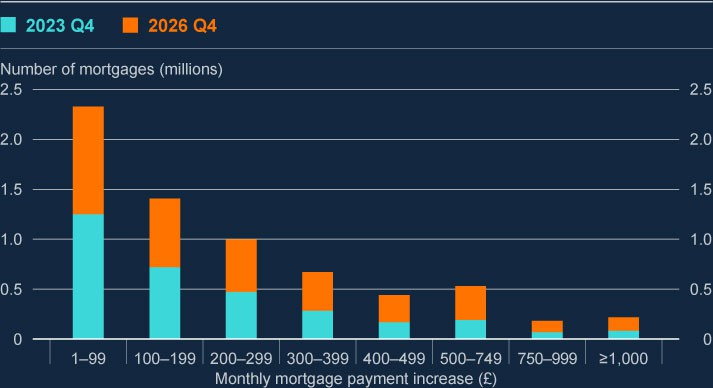 2023 Q4 2026 Q4
Number of mortgages (millions)
2.5 2.5
2.0 2.0
1.5 1.5
1.0 1.0
0.5 0.5
0 0
1–99 100–199 200–299 300–399 400–499 500–749 750–999 ≥1,000
Monthly mortgage payment increase (£)